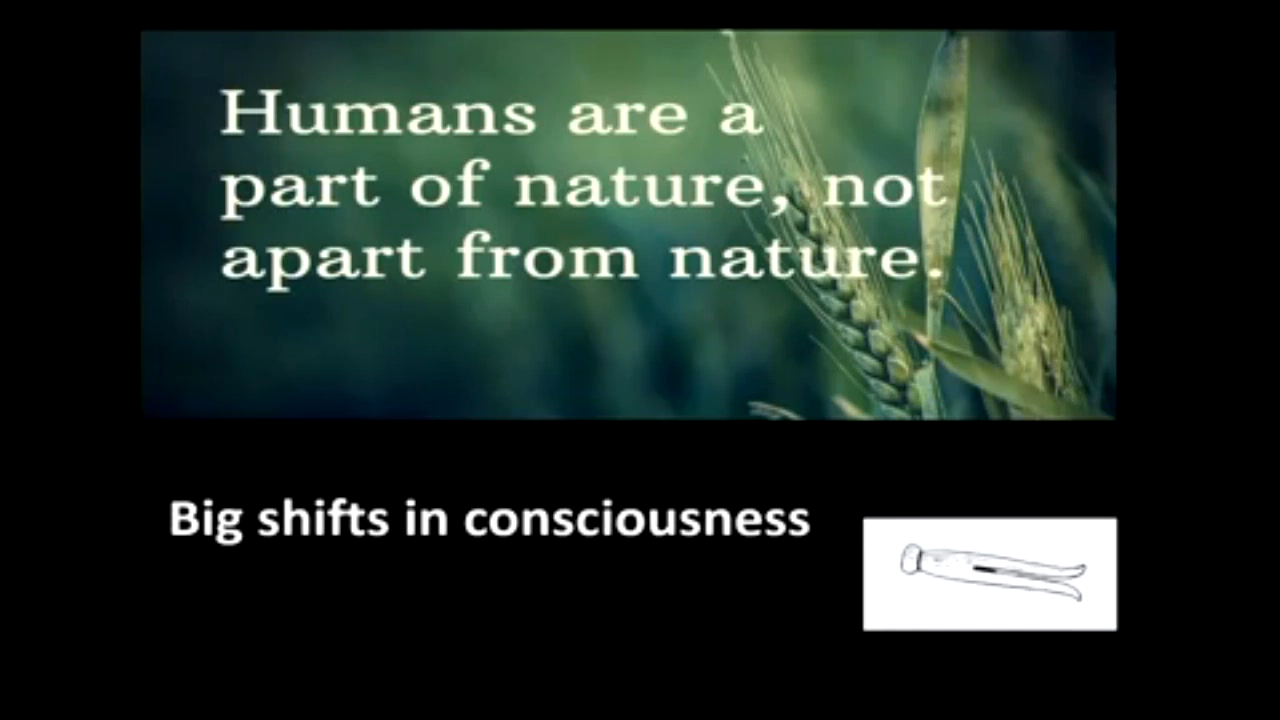 Humans are a
part of nature, not
apart from nature.
Big shifts in consciousness